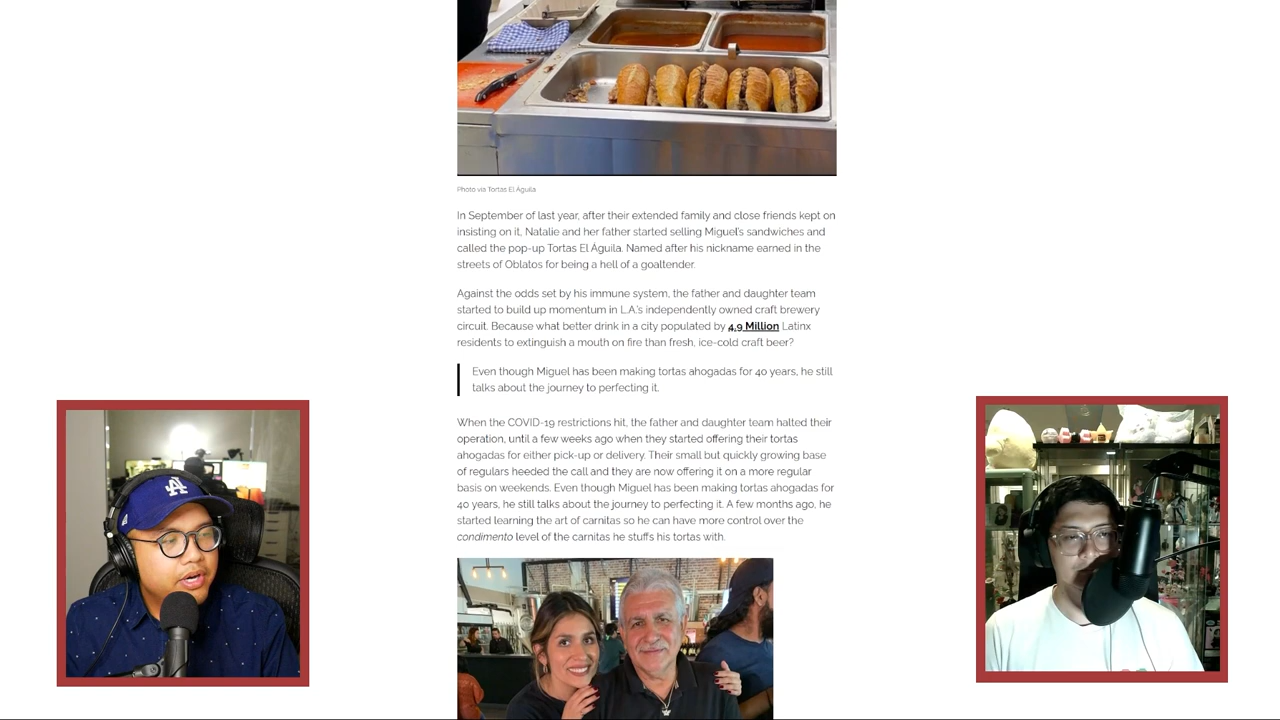 Photo via Tortas El Aguila
In September of last year, after their extended family and close friends kept on
insisting on it, Natalie and her father started selling Miguel's sandwiches and
called the pop-up Tortas El Aguila. Named after his nickname earned in the
streets of Oblatos for being a hell of a goaltender.
Against the odds set by his immune system, the father and daughter team
started to build up momentum in L.A.'s independently owned craft brewery
circuit. Because what better drink in a city populated by 4.9 Million Latinx
residents to extinguish a mouth on fire than fresh, ice-cold craft beer?
Even though Miguel has been making tortas ahogadas for 40 years, he still
talks about the journey to perfecting it.
When the COVID-19 restrictions hit, the father and daughter team halted their
operation, until a few weeks ago when they started offering their tortas
ahogadas for either pick-up or delivery. Their small but quickly growing base
of regulars heeded the call and they are now offering it on a more regular
basis on weekends. Even though Miguel has been making tortas ahogadas for
40 years, he still talks about the journey to perfecting it. A few months ago, he
started learning the art of carnitas so he can have more control over the
condimento level of the carnitas he stuffs his tortas with.
LA